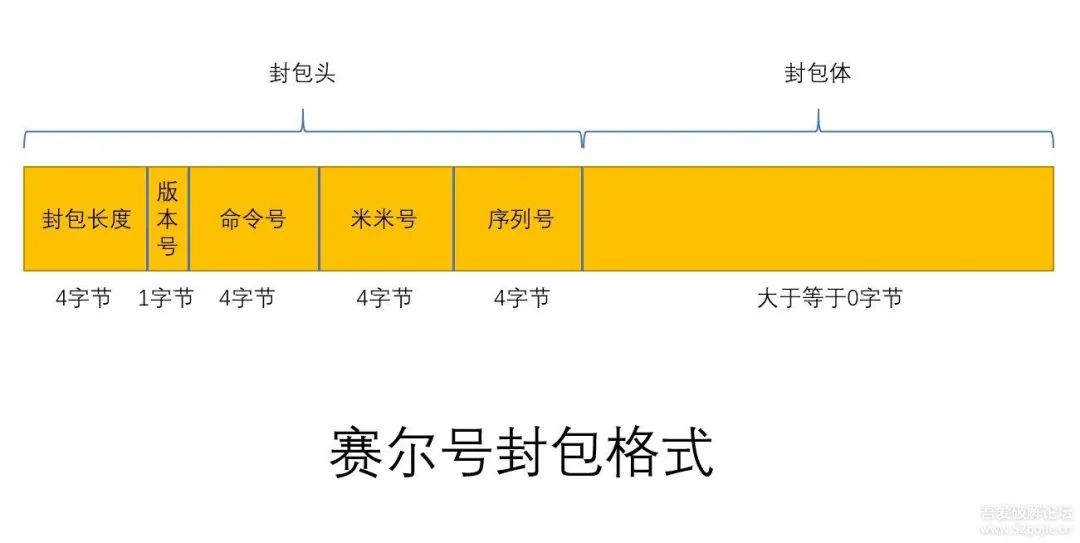 封包头 封包体
封包长度 版本号 命令号 米米号 序列号
4字节 1字节 4字节 4字节 4字节 大于等于0字节
赛尔号封包格式
吾爱破解论坛
www.52pojie.cn